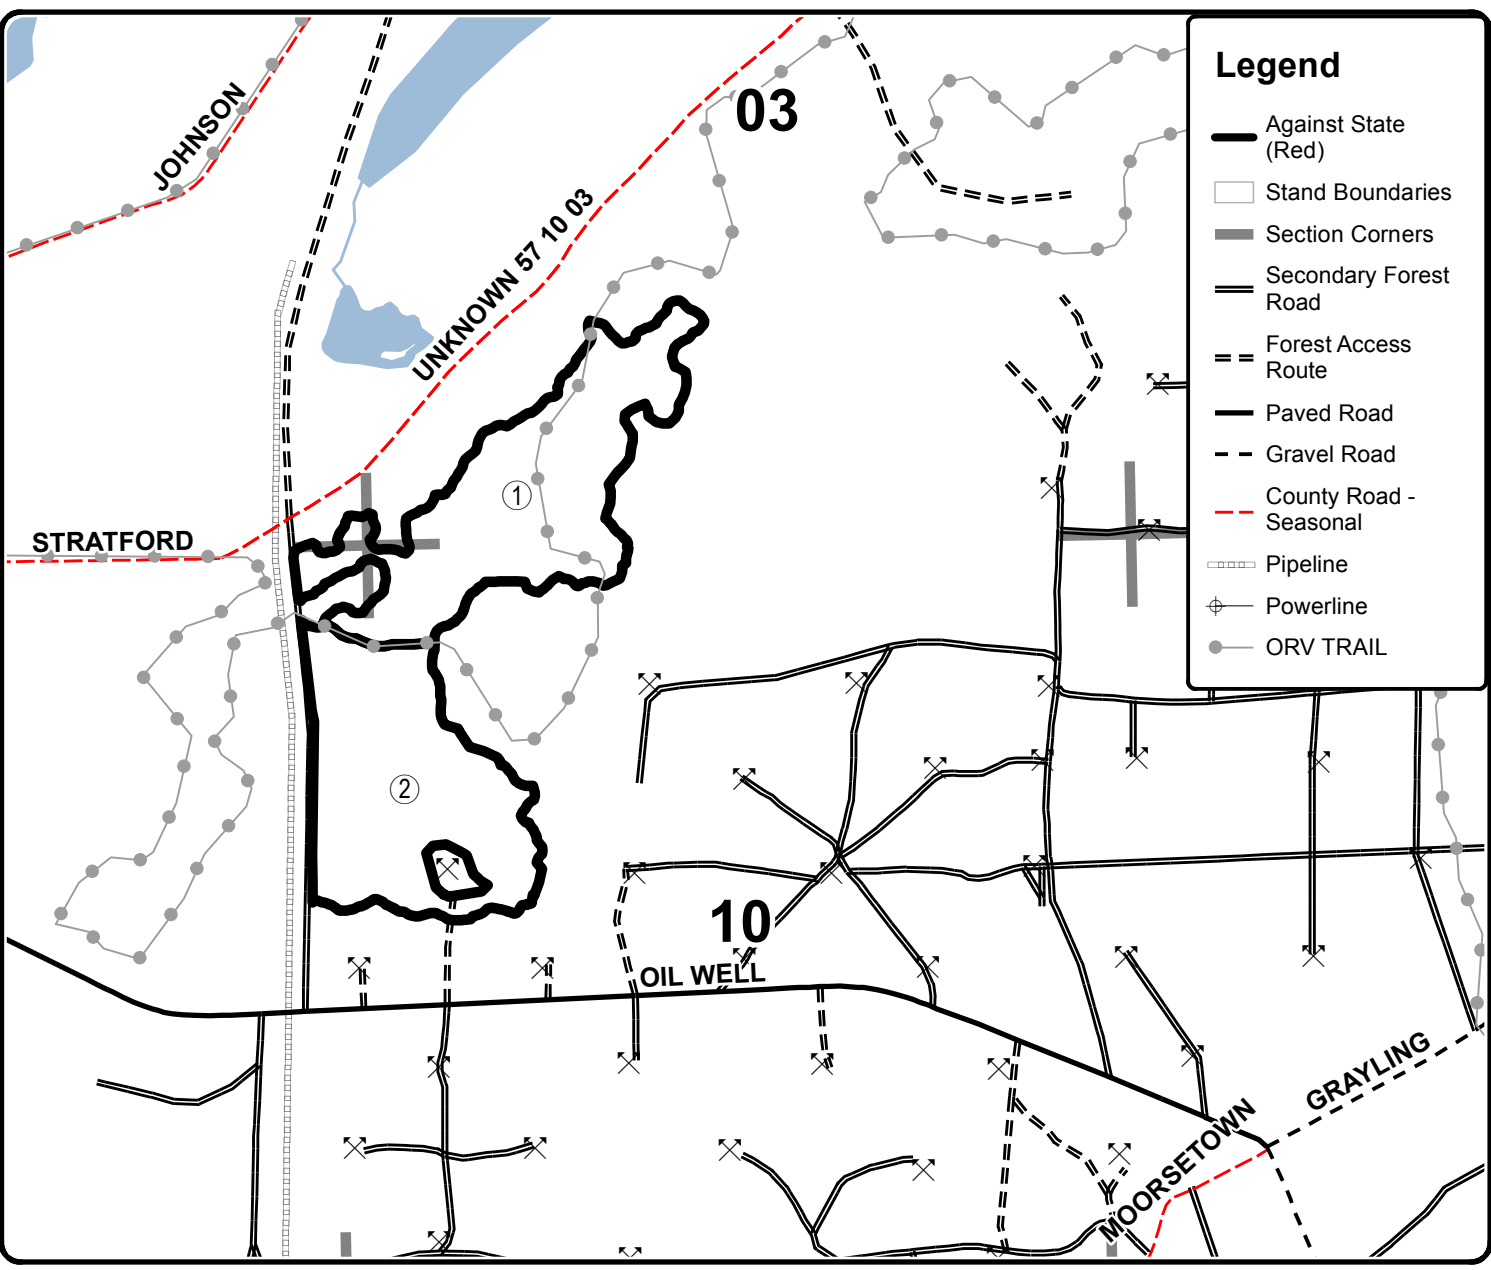 JOHNSON
03
UNKNOWN 57 10 03
STRATFORD
1
2
10
OIL WELL
GRAYLING
MOORSETOWN
Legend
Against State
(Red)
Stand Boundaries
Section Corners
Secondary Forest
Road
Forest Access
Route
Paved Road
Gravel Road
County Road -
Seasonal
Pipeline
Powerline
ORV TRAIL